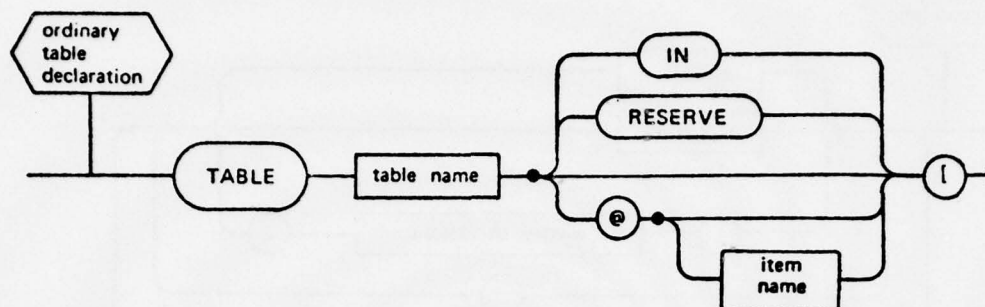 ordinary
table
declaration
TABLE
table name
IN
RESERVE
@
item
name
[